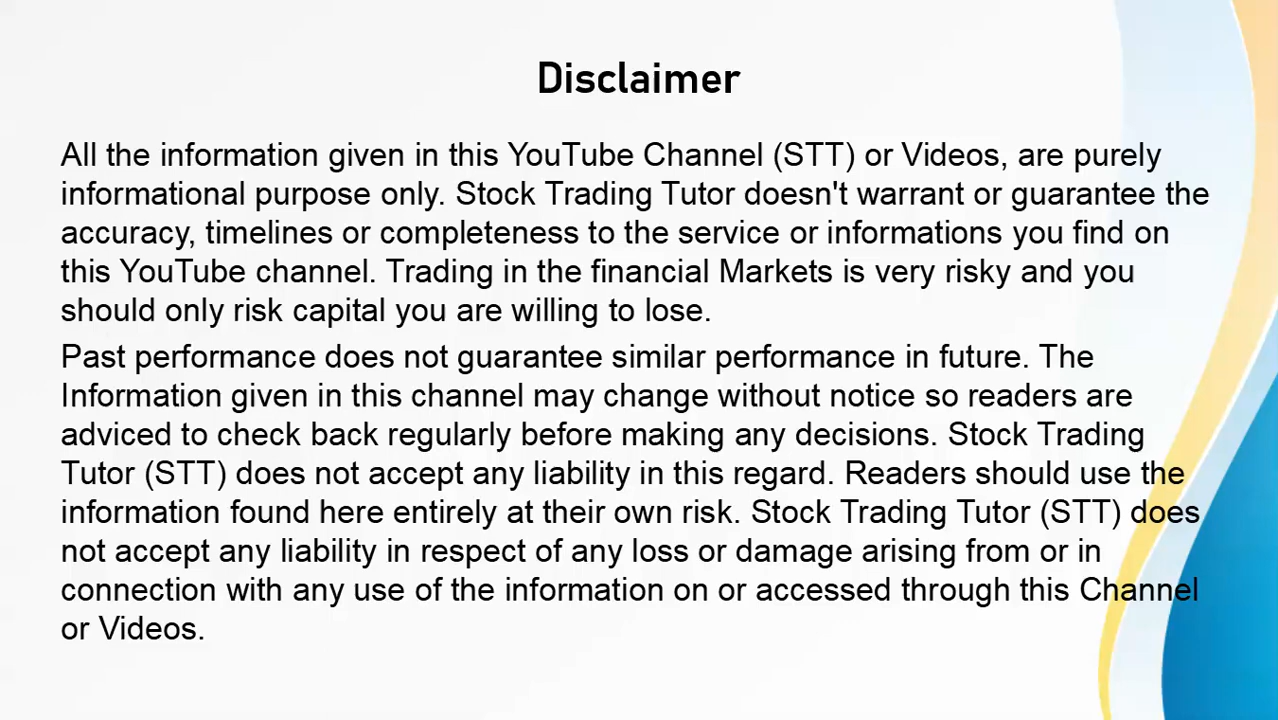 Disclaimer
All the information given in this YouTube Channel (STT) or Videos, are purely
informational purpose only. Stock Trading Tutor doesn't warrant or guarantee the
accuracy, timelines or completeness to the service or informations you find on
this YouTube channel. Trading in the financial Markets is very risky and you
should only risk capital you are willing to lose.
Past performance does not guarantee similar performance in future. The
Information given in this channel may change without notice so readers are
adviced to check back regularly before making any decisions. Stock Trading
Tutor (STT) does not accept any liability in this regard. Readers should use the
information found here entirely at their own risk. Stock Trading Tutor (STT) does
not accept any liability in respect of any loss or damage arising from or in
connection with any use of the information on or accessed through this Channel
or Videos.